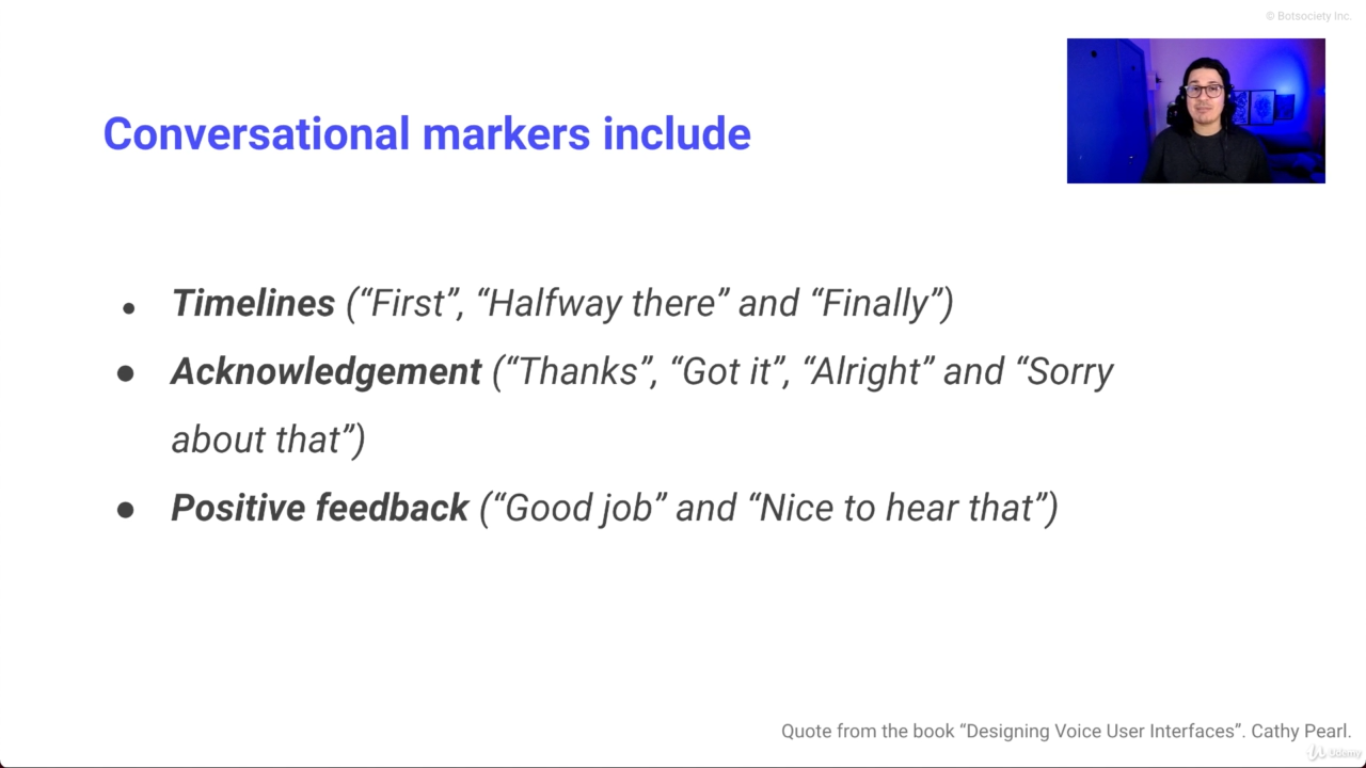 © Botsociety Inc.
Conversational markers include
● Timelines (“First”, “Halfway there” and “Finally”)
● Acknowledgement (“Thanks”, “Got it”, “Alright” and “Sorry
about that”)
● Positive feedback (“Good job” and “Nice to hear that”)
Quote from the book “Designing Voice User Interfaces”. Cathy Pearl.
Udemy